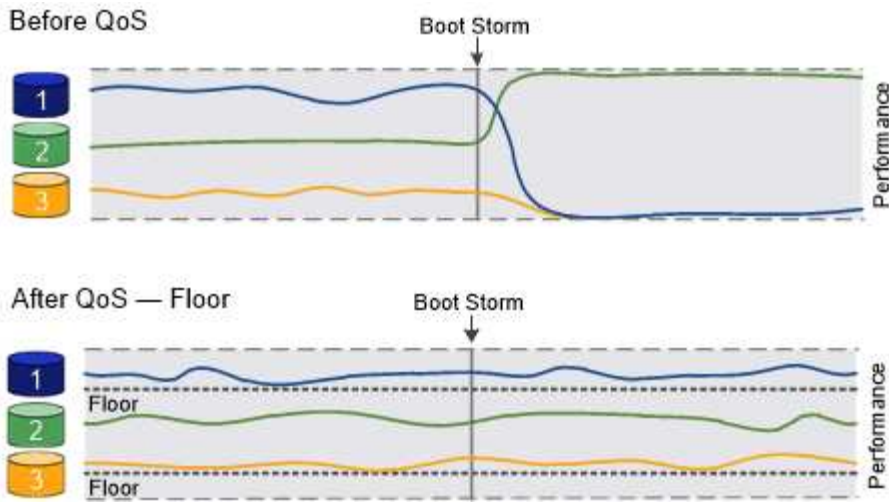 Before QoS
Boot Storm
1
2
3
Performance
After QoS — Floor
Boot Storm
1
Floor
2
3
Floor
Performance